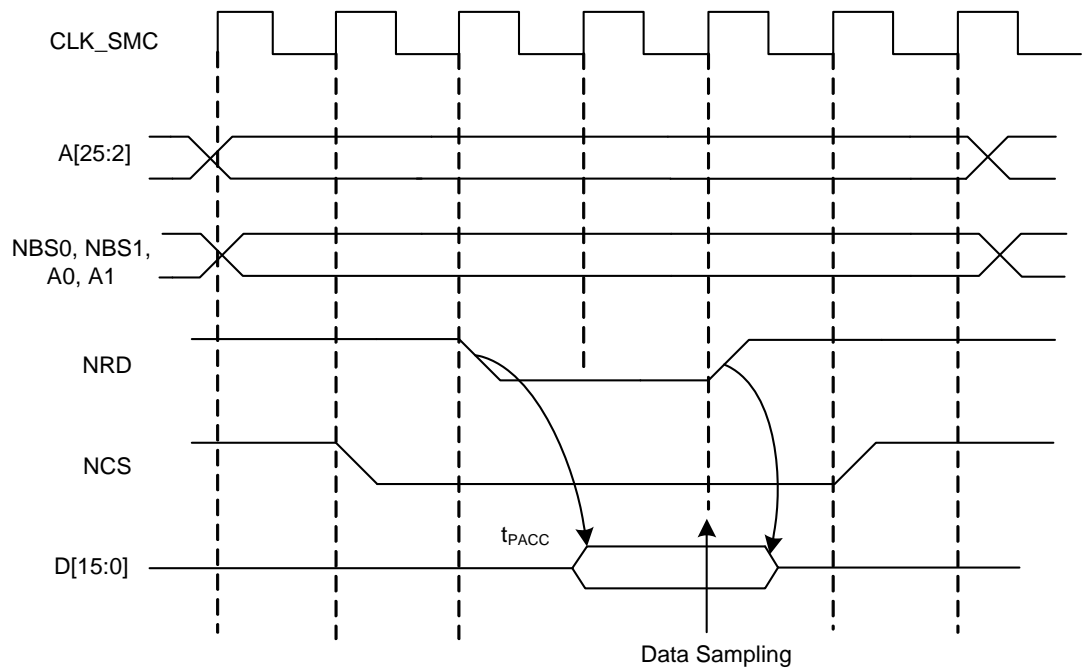 CLK_SMC
A[25:2]
NBS0, NBS1,
A0, A1
NRD
NCS
tPACC
D[15:0]
Data Sampling